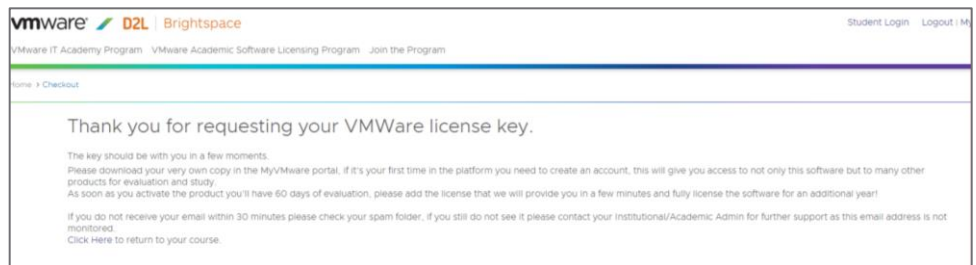 vmware D2L Brightspace Student Login Logout | My
VMware IT Academy Program VMware Academic Software Licensing Program Join the Program
Home > Checkout
Thank you for requesting your VMWare license key.
The key should be with you in a few moments.
Please download your very own copy in the MyVMware portal, if it's your first time in the platform you need to create an account, this will give you access to not only this software but to many other
products for evaluation and study.
As soon as you activate the product you'll have 60 days of evaluation, please add the license that we will provide you in a few minutes and fully license the software for an additional year!
If you do not receive your email within 30 minutes please check your spam folder, if you still do not see it please contact your Institutional/Academic Admin for further support as this email address is not
monitored.
Click Here to return to your course.